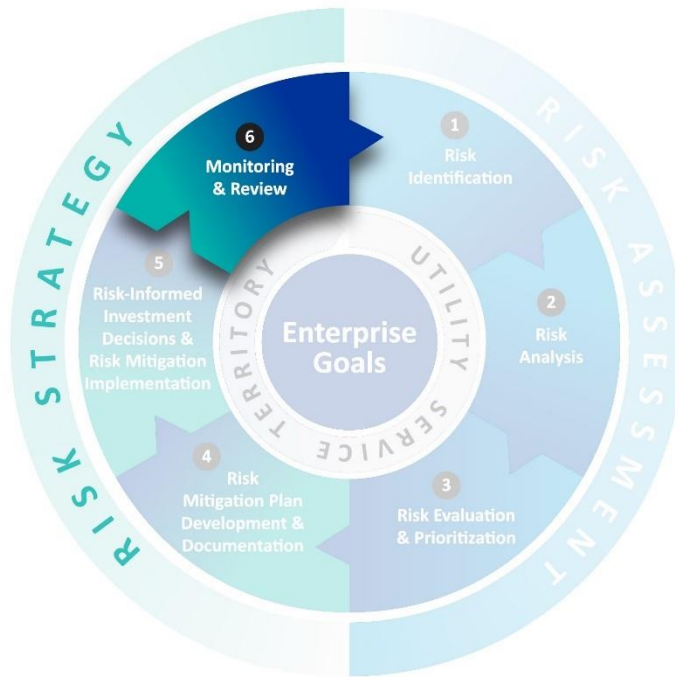 RISK STRATEGY
RISK ASSESSMENT
1
Risk
Identification
2
Risk
Analysis
3
Risk Evaluation
& Prioritization
4
Risk
Mitigation Plan
Development &
Documentation
5
Risk-Informed
Investment
Decisions &
Risk Mitigation
Implementation
6
Monitoring
& Review
UTILITY SERVICE TERRITORY
Enterprise
Goals